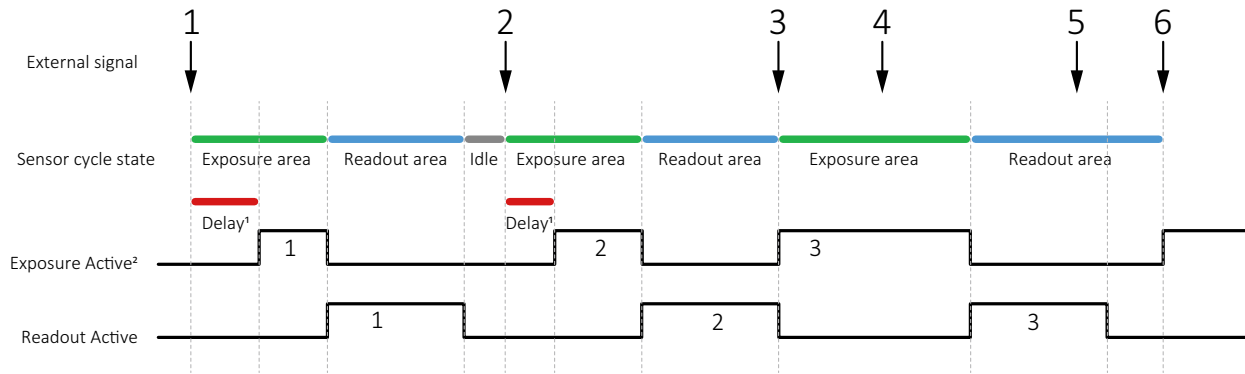 1 2 3 4 5 6
External signal
Sensor cycle state Exposure area Readout area Idle Exposure area Readout area Exposure area Readout area
Delay¹ Delay¹
Exposure Active² 1 2 3
Readout Active 1 2 3